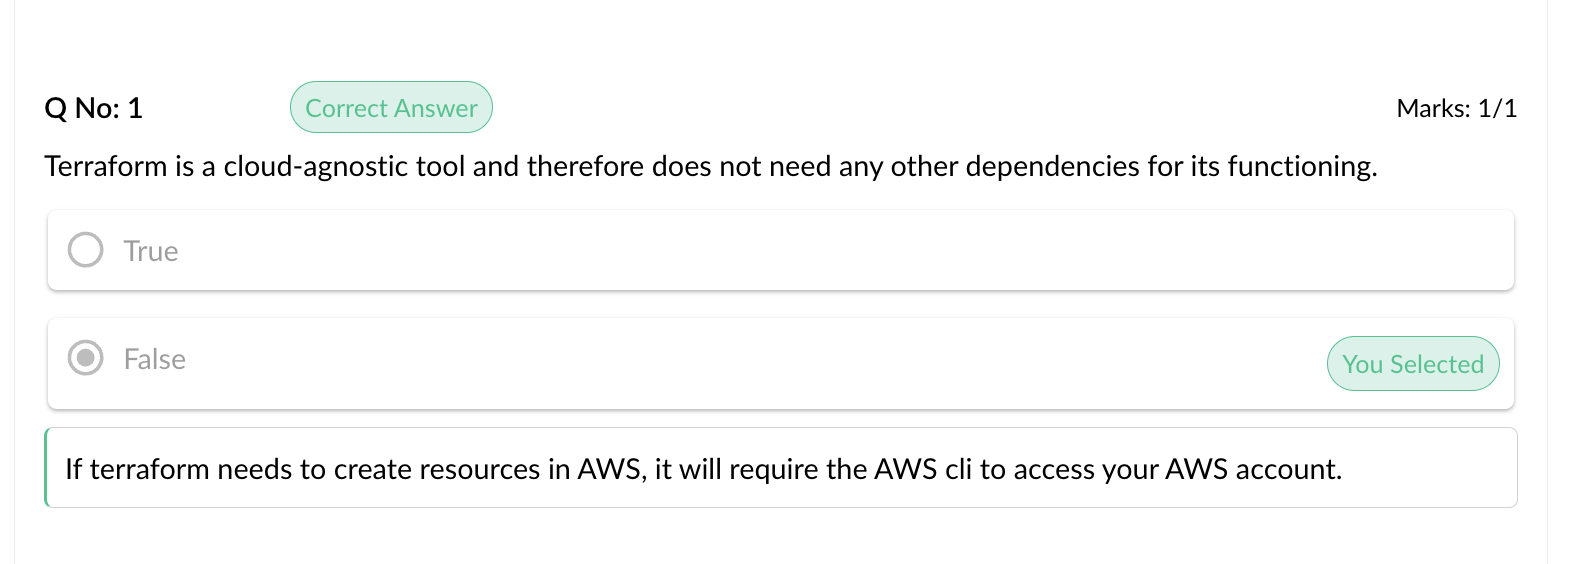 Q No: 1 Correct Answer Marks: 1/1
Terraform is a cloud-agnostic tool and therefore does not need any other dependencies for its functioning.
True
False You Selected
If terraform needs to create resources in AWS, it will require the AWS cli to access your AWS account.